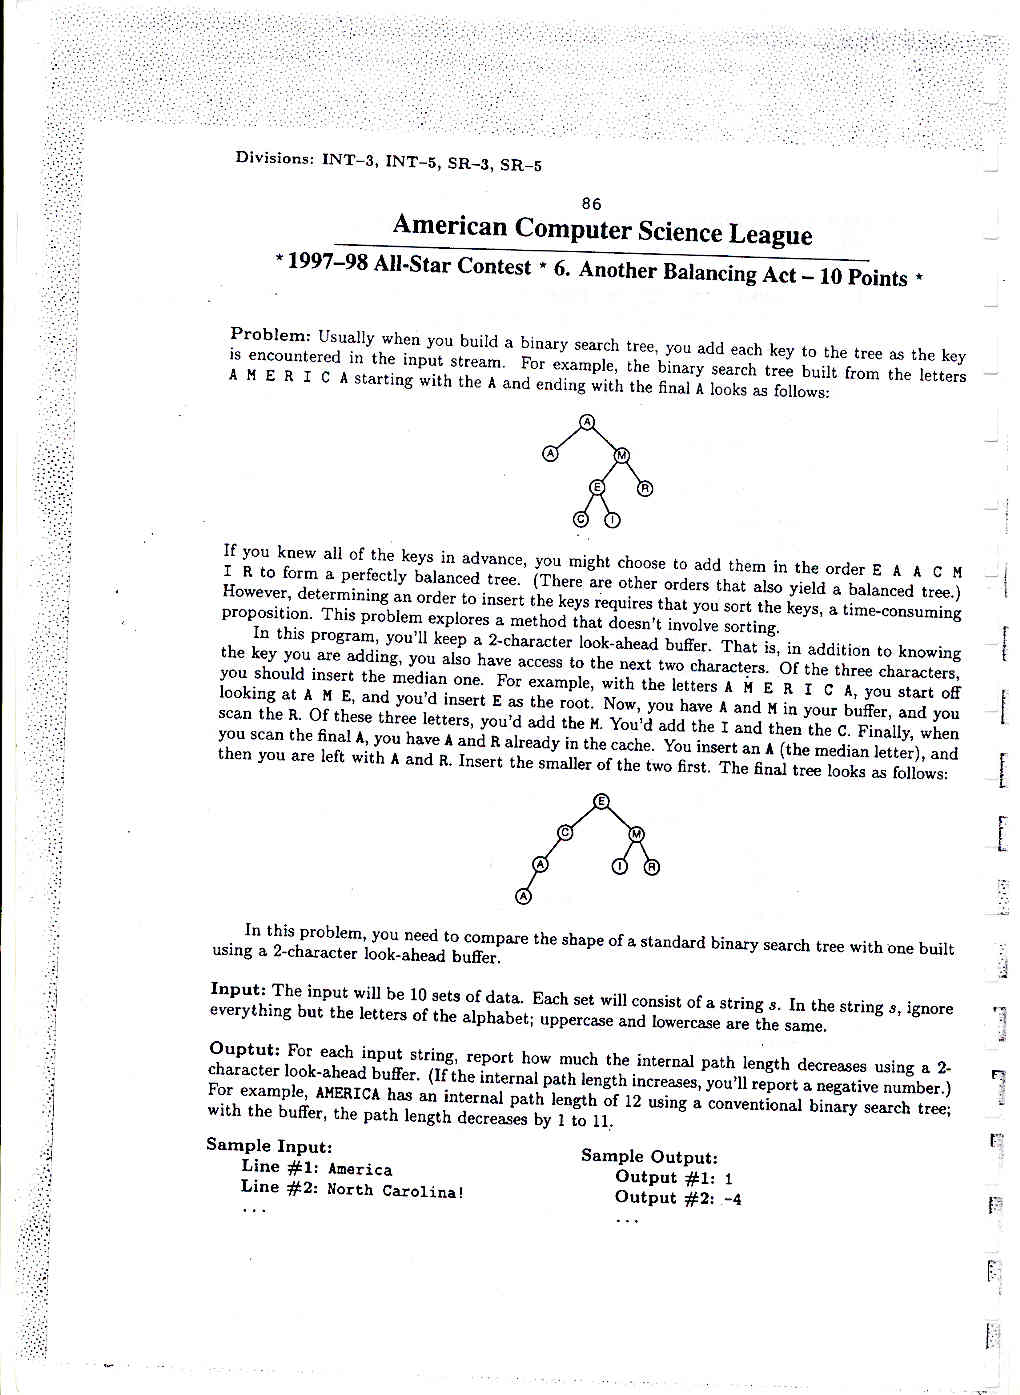 Divisions: INT–3, INT–5, SR–3, SR–5
86
American Computer Science League
* 1997–98 All-Star Contest * 6. Another Balancing Act – 10 Points *
Problem: Usually when you build a binary search tree, you add each key to the tree as the key
is encountered in the input stream. For example, the binary search tree built from the letters
A M E R I C A starting with the A and ending with the final A looks as follows:
A
A M
E R
C I
If you knew all of the keys in advance, you might choose to add them in the order E A A C M
I R to form a perfectly balanced tree. (There are other orders that also yield a balanced tree.)
However, determining an order to insert the keys requires that you sort the keys, a time-consuming
proposition. This problem explores a method that doesn't involve sorting.
In this program, you'll keep a 2-character look-ahead buffer. That is, in addition to knowing
the key you are adding, you also have access to the next two characters. Of the three characters,
you should insert the median one. For example, with the letters A M E R I C A, you start off
looking at A M E, and you'd insert E as the root. Now, you have A and M in your buffer, and you
scan the R. Of these three letters, you'd add the M. You'd add the I and then the C. Finally, when
you scan the final A, you have A and R already in the cache. You insert an A (the median letter), and
then you are left with A and R. Insert the smaller of the two first. The final tree looks as follows:
E
C M
A I R
A
In this problem, you need to compare the shape of a standard binary search tree with one built
using a 2-character look-ahead buffer.
Input: The input will be 10 sets of data. Each set will consist of a string s. In the string s, ignore
everything but the letters of the alphabet; uppercase and lowercase are the same.
Ouptut: For each input string, report how much the internal path length decreases using a 2-
character look-ahead buffer. (If the internal path length increases, you'll report a negative number.)
For example, AMERICA has an internal path length of 12 using a conventional binary search tree;
with the buffer, the path length decreases by 1 to 11.
Sample Input:
Line #1: America
Line #2: North Carolina!
...
Sample Output:
Output #1: 1
Output #2: -4
...